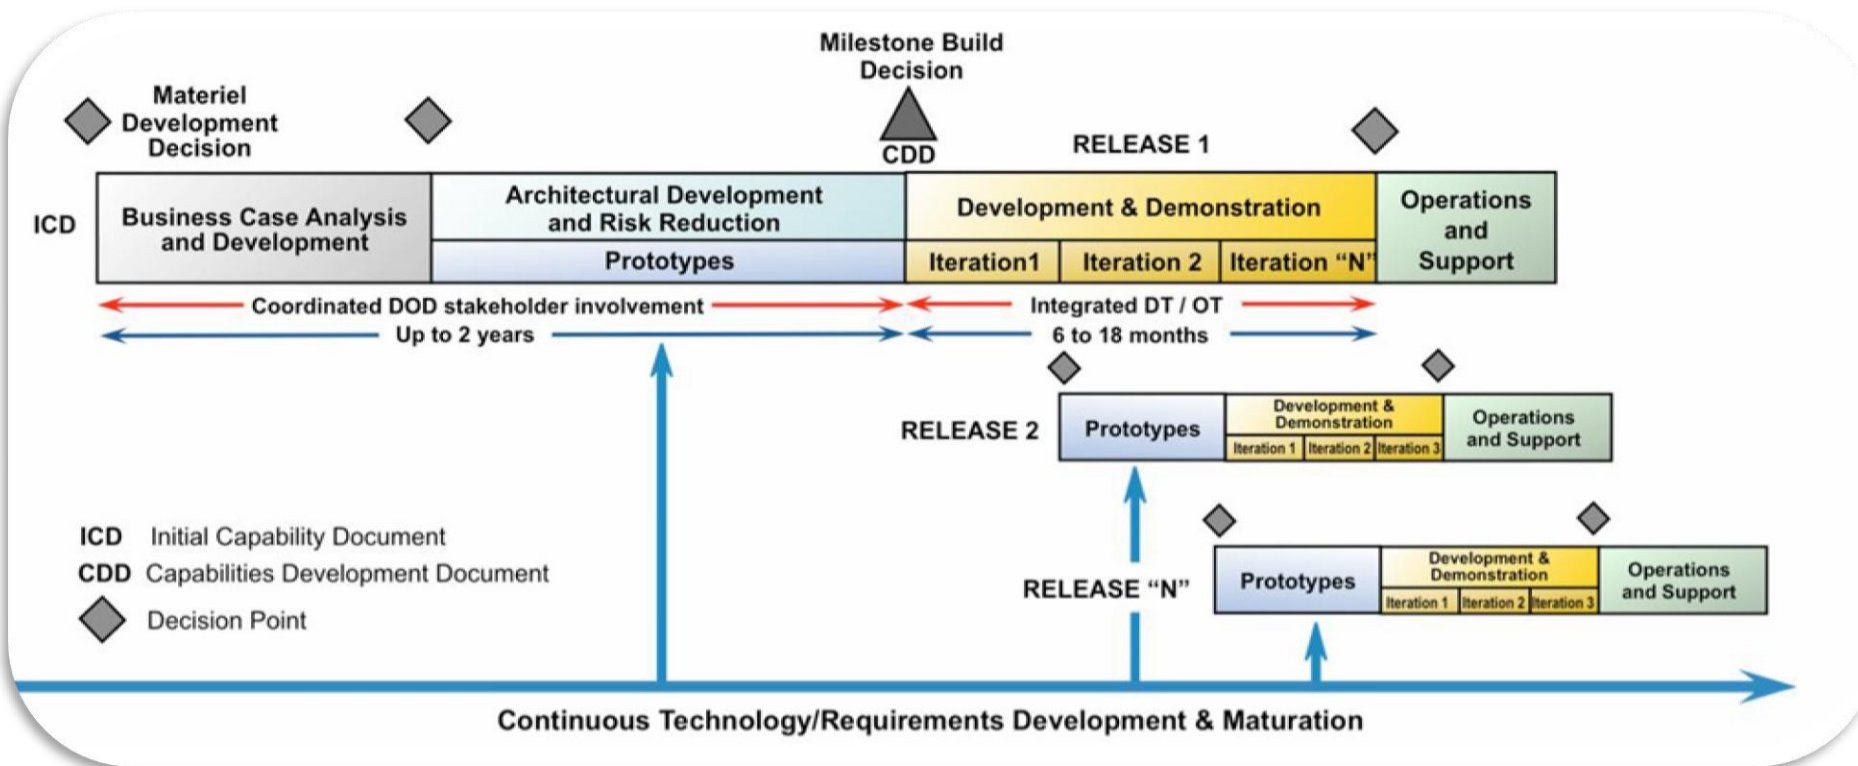 Milestone Build
Decision
Materiel
Development
Decision
CDD
RELEASE 1
ICD
Business Case Analysis
and Development
Architectural Development
and Risk Reduction
Prototypes
Development & Demonstration
Iteration1
Iteration 2
Iteration “N”
Operations
and
Support
Coordinated DOD stakeholder involvement
Integrated DT / OT
Up to 2 years
6 to 18 months
RELEASE 2
Prototypes
Development &
Demonstration
Iteration 1
Iteration 2
Iteration 3
Operations
and Support
RELEASE “N”
Prototypes
Development &
Demonstration
Iteration 1
Iteration 2
Iteration 3
Operations
and Support
ICD Initial Capability Document
CDD Capabilities Development Document
Decision Point
Continuous Technology/Requirements Development & Maturation